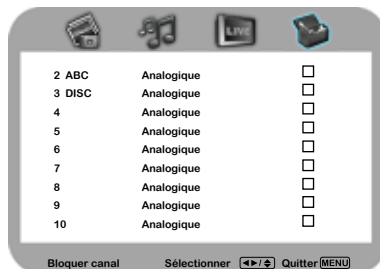 LIVE
2 ABC Analogique
3 DISC Analogique
4 Analogique
5 Analogique
6 Analogique
7 Analogique
8 Analogique
9 Analogique
10 Analogique
Bloquer canal Sélectionner Quitter MENU